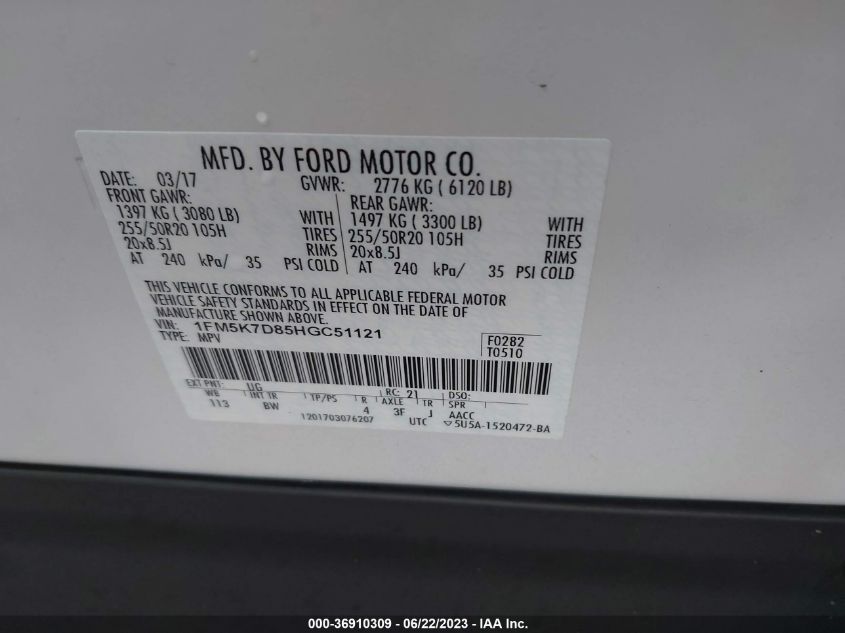 MFD. BY FORD MOTOR CO.
DATE: 03/17 GVWR: 2776 KG ( 6120 LB)
FRONT GAWR: REAR GAWR:
1397 KG ( 3080 LB) WITH 1497 KG ( 3300 LB) WITH
255/50R20 105H TIRES 255/50R20 105H TIRES
20x8.5J RIMS 20x8.5J RIMS
AT 240 kPa/ 35 PSI COLD AT 240 kPa/ 35 PSI COLD
THIS VEHICLE CONFORMS TO ALL APPLICABLE FEDERAL MOTOR
VEHICLE SAFETY STANDARDS IN EFFECT ON THE DATE OF
MANUFACTURE SHOWN ABOVE.
VIN: 1FM5K7D85HGC51121 F0282
TYPE: MPV T0510
EXT PNT: UG RC: 21 DSO:
WB INT TR TP/PS R AXLE TR SPR
113 BW 4 3F J AACC
1201703076207 UTC ▽5U5A-1520472-BA
000-36910309 - 06/22/2023 - IAA Inc.